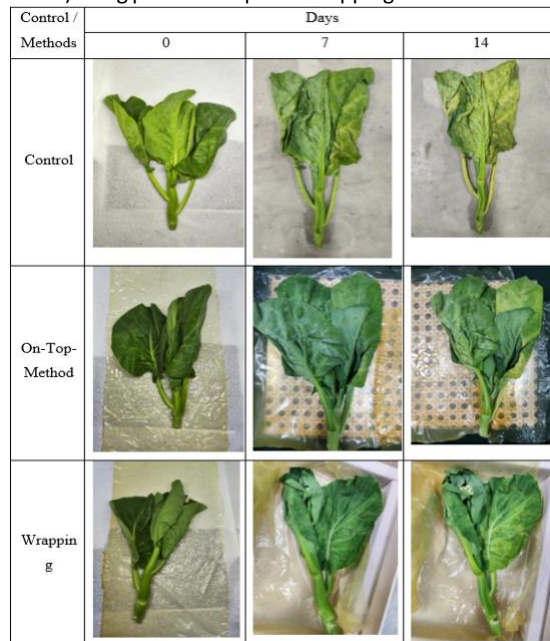 Control / Methods
Days
0
7
14
Control
On-Top-
Method
Wrappin
g